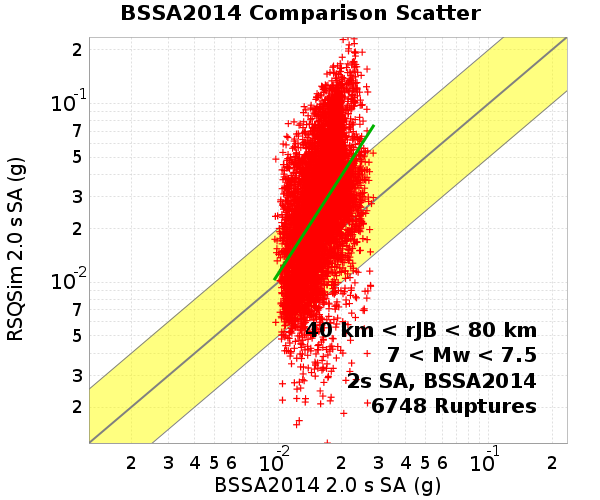 BSSA2014 Comparison Scatter
RSQSim 2.0 s SA (g)
2
10-1
7
5
3
2
10-2
7
5
3
2
40 km < rJB < 80 km
7 < Mw < 7.5
2s SA, BSSA2014
6748 Ruptures
2 3 4 5 6 10-2 2 3 4 5 6 10-1 2
BSSA2014 2.0 s SA (g)